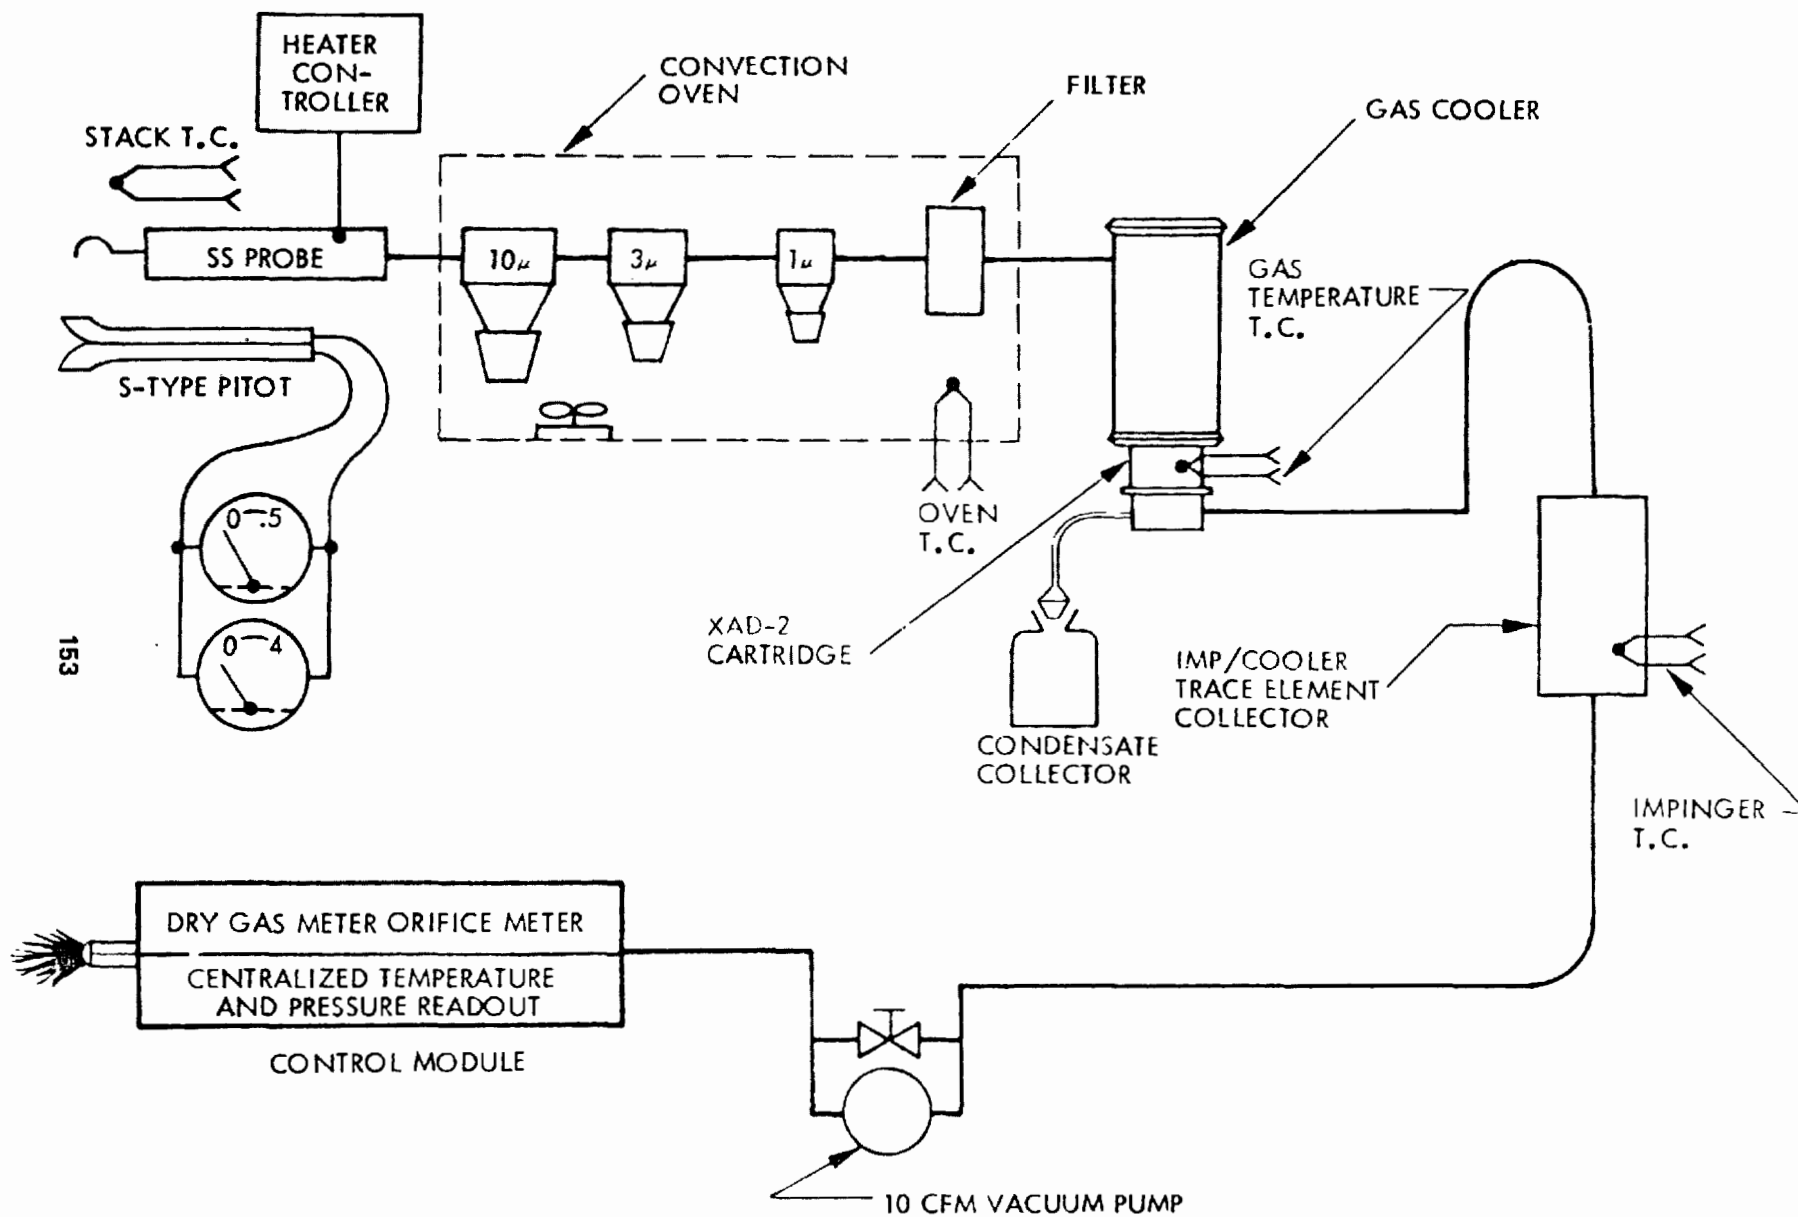 HEATER
CON-
TROLLER
STACK T.C.
SS PROBE
S-TYPE PITOT
0 .5
0 4
CONVECTION
OVEN
10μ
3μ
1μ
FILTER
OVEN
T.C.
GAS COOLER
GAS
TEMPERATURE
T.C.
XAD-2
CARTRIDGE
CONDENSATE
COLLECTOR
IMP/COOLER
TRACE ELEMENT
COLLECTOR
IMPINGER
T.C.
153
DRY GAS METER ORIFICE METER
CENTRALIZED TEMPERATURE
AND PRESSURE READOUT
CONTROL MODULE
10 CFM VACUUM PUMP